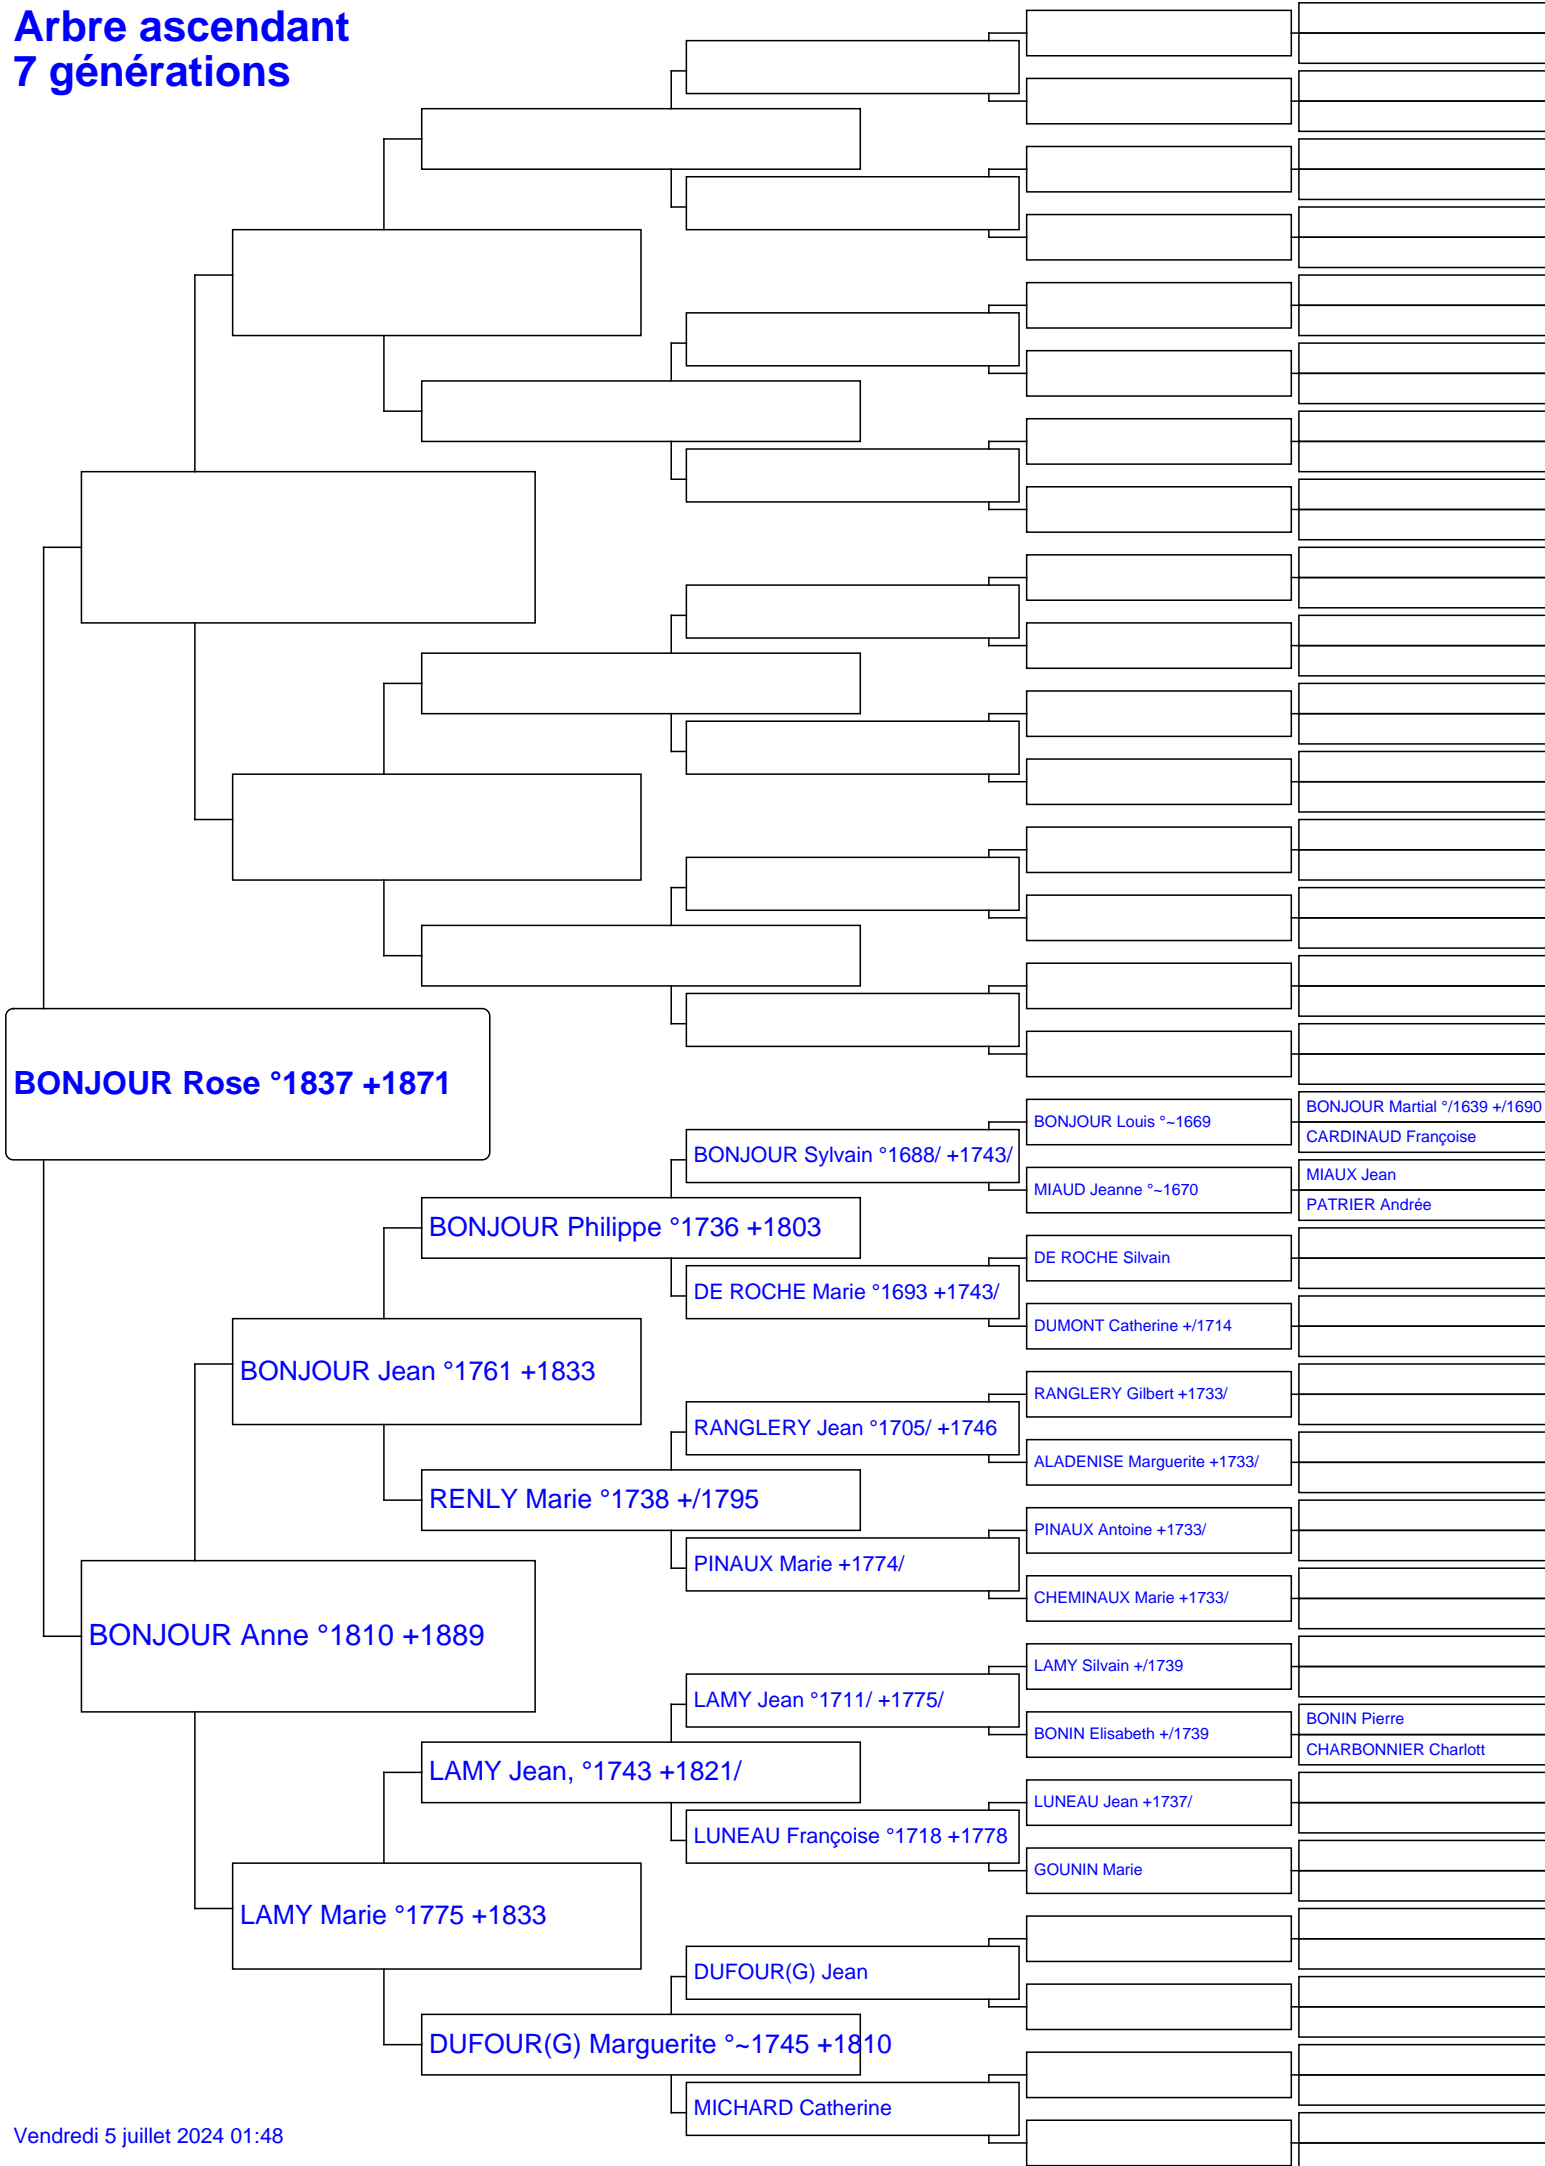 Arbre ascendant
7 générations
BONJOUR Rose °1837 +1871
BONJOUR Anne °1810 +1889
BONJOUR Jean °1761 +1833
LAMY Marie °1775 +1833
BONJOUR Philippe °1736 +1803
RENLY Marie °1738 +/1795
LAMY Jean, °1743 +1821/
DUFOUR(G) Marguerite °~1745 +1810
BONJOUR Sylvain °1688/ +1743/
DE ROCHE Marie °1693 +1743/
RANGLERY Jean °1705/ +1746
PINAUX Marie +1774/
LAMY Jean °1711/ +1775/
LUNEAU Françoise °1718 +1778
DUFOUR(G) Jean
MICHARD Catherine
BONJOUR Louis °~1669
MIAUD Jeanne °~1670
DE ROCHE Silvain
DUMONT Catherine +/1714
RANGLERY Gilbert +1733/
ALADENISE Marguerite +1733/
PINAUX Antoine +1733/
CHEMINAUX Marie +1733/
LAMY Silvain +/1739
BONIN Elisabeth +/1739
LUNEAU Jean +1737/
GOUNIN Marie
BONJOUR Martial °/1639 +/1690
CARDINAUD Françoise
MIAUX Jean
PATRIER Andrée
BONIN Pierre
CHARBONNIER Charlott
Vendredi 5 juillet 2024 01:48